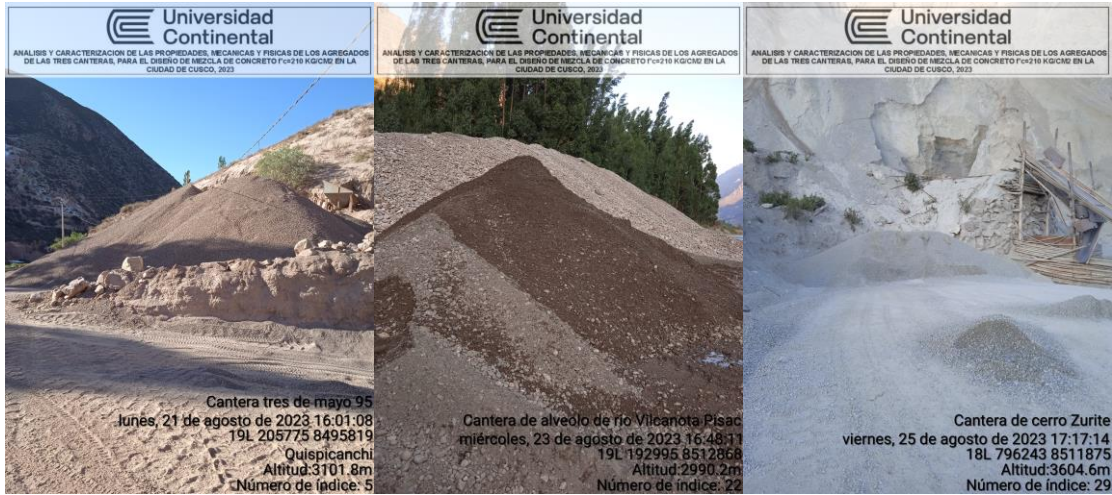 Universidad
Continental
ANALISIS Y CARACTERIZACION DE LAS PROPIEDADES, MECANICAS Y FISICAS DE LOS AGREGADOS
DE LAS TRES CANTERAS, PARA EL DISEÑO DE MEZCLA DE CONCRETO F'c=210 KG/CM2 EN LA
CIUDAD DE CUSCO, 2023
Cantera tres de mayo 95
lunes, 21 de agosto de 2023 16:01:08
19L 205775 8495819
Quispicanchi
Altitud:3101.8m
Número de índice: 5
Universidad
Continental
ANALISIS Y CARACTERIZACION DE LAS PROPIEDADES, MECANICAS Y FISICAS DE LOS AGREGADOS
DE LAS TRES CANTERAS, PARA EL DISEÑO DE MEZCLA DE CONCRETO F'c=210 KG/CM2 EN LA
CIUDAD DE CUSCO, 2023
Cantera de alveolo de rio Vilcanota Pisac
miércoles, 23 de agosto de 2023 16:48:11
19L 192995 8512868
Altitud:2990.2m
Número de índice: 22
Universidad
Continental
ANALISIS Y CARACTERIZACION DE LAS PROPIEDADES, MECANICAS Y FISICAS DE LOS AGREGADOS
DE LAS TRES CANTERAS, PARA EL DISEÑO DE MEZCLA DE CONCRETO F'c=210 KG/CM2 EN LA
CIUDAD DE CUSCO, 2023
Cantera de cerro Zurite
viernes, 25 de agosto de 2023 17:17:14
18L 796243 8511875
Altitud:3604.6m
Número de índice: 29